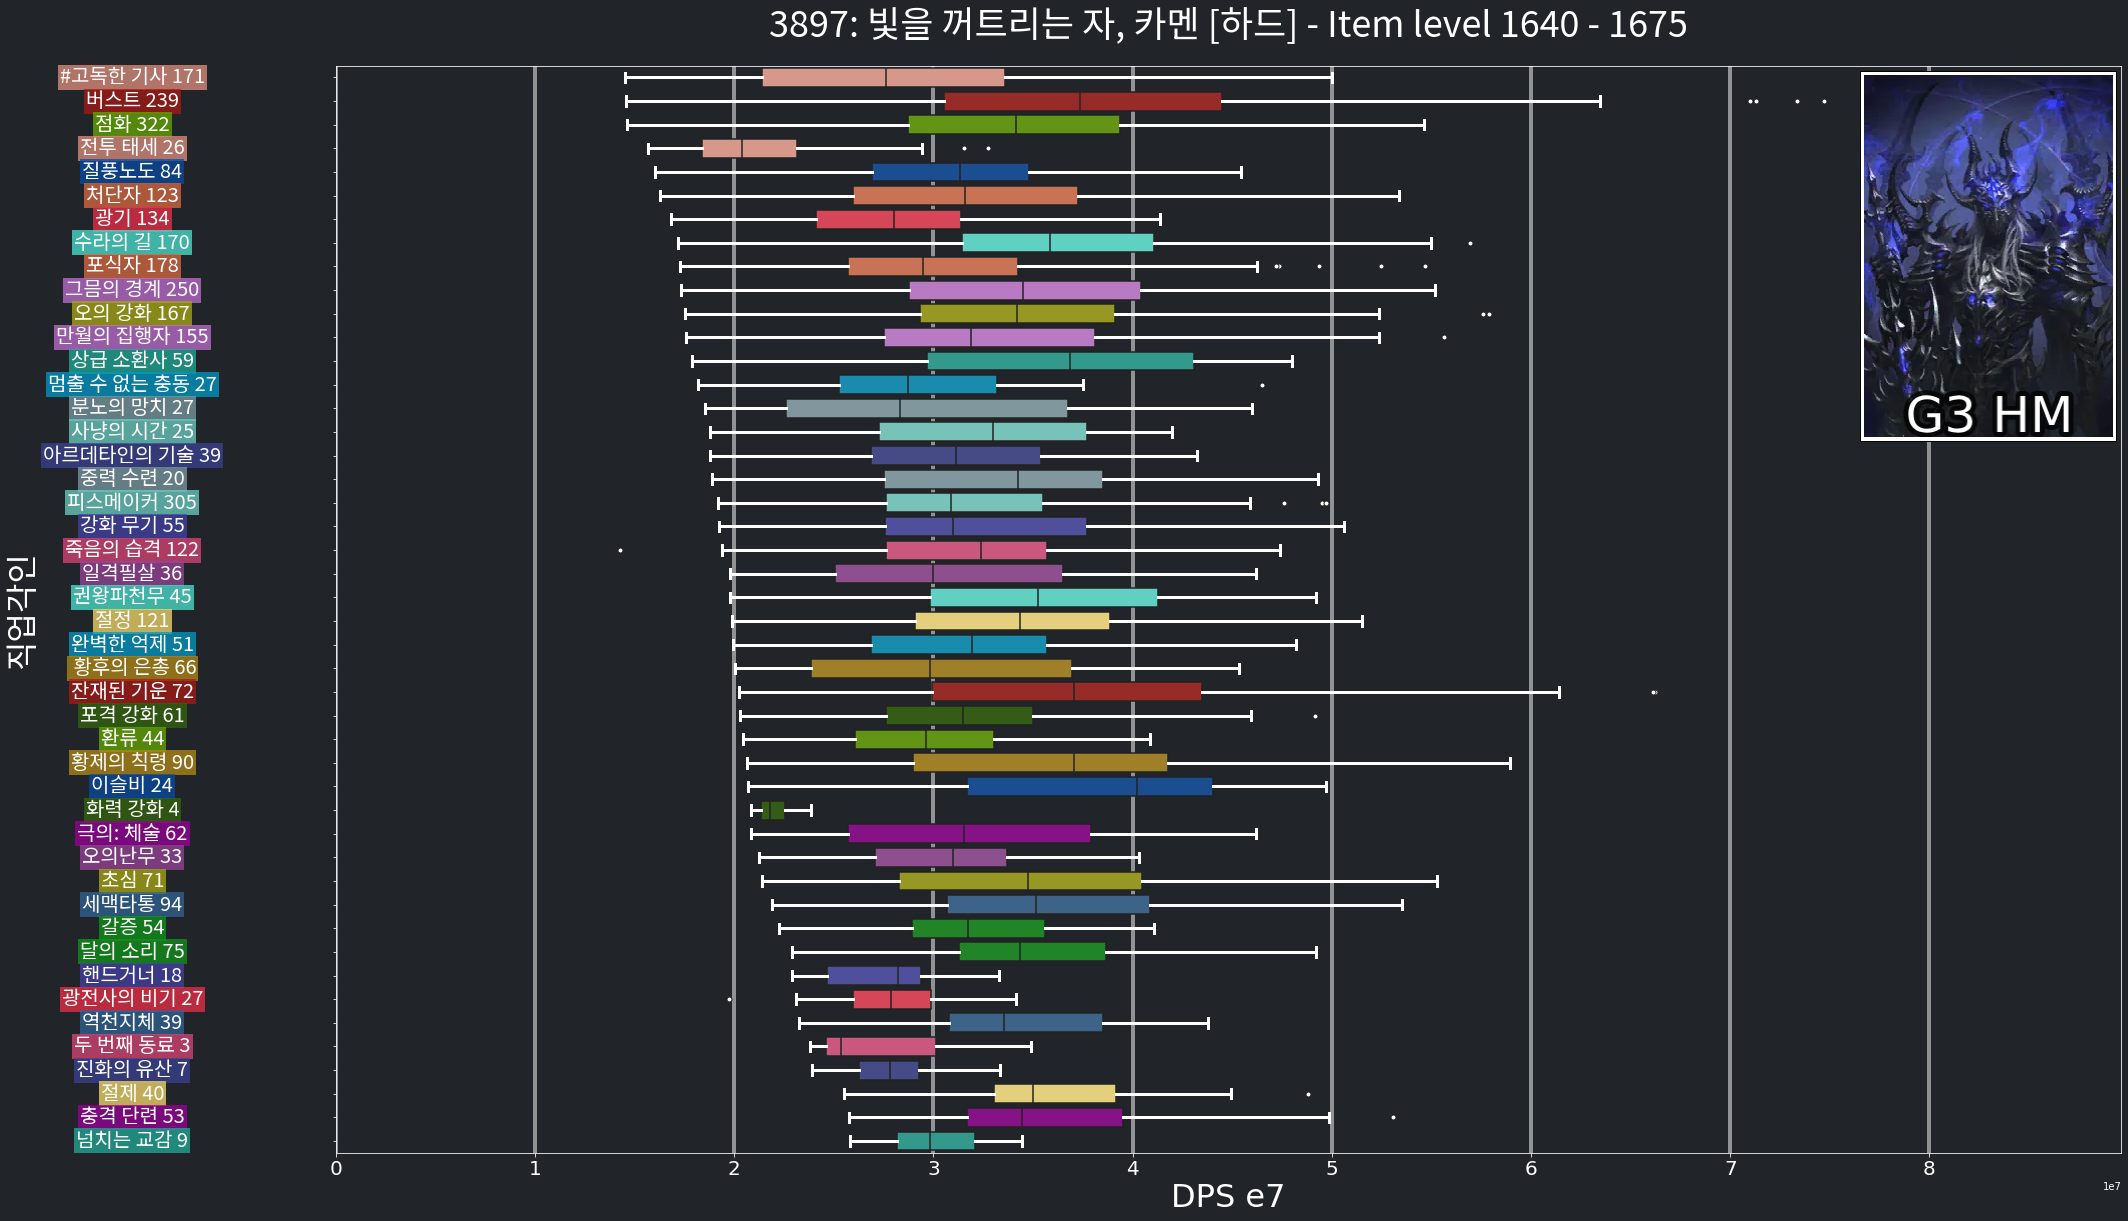 3897: 빛을 꺼트리는 자, 카멘 [하드] - Item level 1640 - 1675
#고독한 기사 171
버스트 239
점화 322
전투 태세 26
질풍노도 84
처단자 123
광기 134
수라의 길 170
포식자 178
그믐의 경계 250
오의 강화 167
만월의 집행자 155
상급 소환사 59
멈출 수 없는 충동 27
분노의 망치 27
사냥의 시간 25
아르데타인의 기술 39
중력 수련 20
피스메이커 305
강화 무기 55
죽음의 습격 122
일격필살 36
권왕파천무 45
절정 121
완벽한 억제 51
황후의 은총 66
잔재된 기운 72
포격 강화 61
환류 44
황제의 칙령 90
이슬비 24
화력 강화 4
극의: 체술 62
오의난무 33
초심 71
세맥타통 94
갈증 54
달의 소리 75
핸드거너 18
광전사의 비기 27
역천지체 39
두 번째 동료 3
진화의 유산 7
절제 40
충격 단련 53
넘치는 교감 9
직업각인
G3 HM
0 1 2 3 4 5 6 7 8
1e7
DPS e7